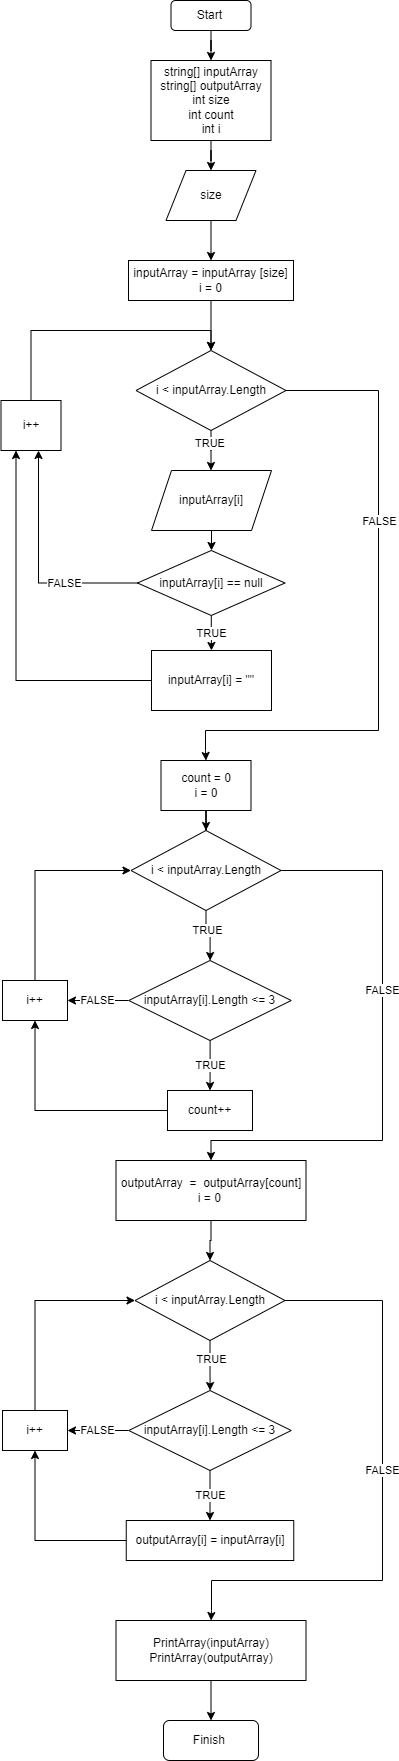 Start
string[] inputArray
string[] outputArray
int size
int count
int i
size
inputArray = inputArray [size]
i = 0
i < inputArray.Length
i++
TRUE
inputArray[i]
FALSE
inputArray[i] == null
FALSE
TRUE
inputArray[i] = ""
count = 0
i = 0
i < inputArray.Length
TRUE
FALSE
i++
FALSE
inputArray[i].Length <= 3
TRUE
count++
outputArray = outputArray[count]
i = 0
i < inputArray.Length
TRUE
i++
FALSE
inputArray[i].Length <= 3
FALSE
TRUE
outputArray[i] = inputArray[i]
PrintArray(inputArray)
PrintArray(outputArray)
Finish